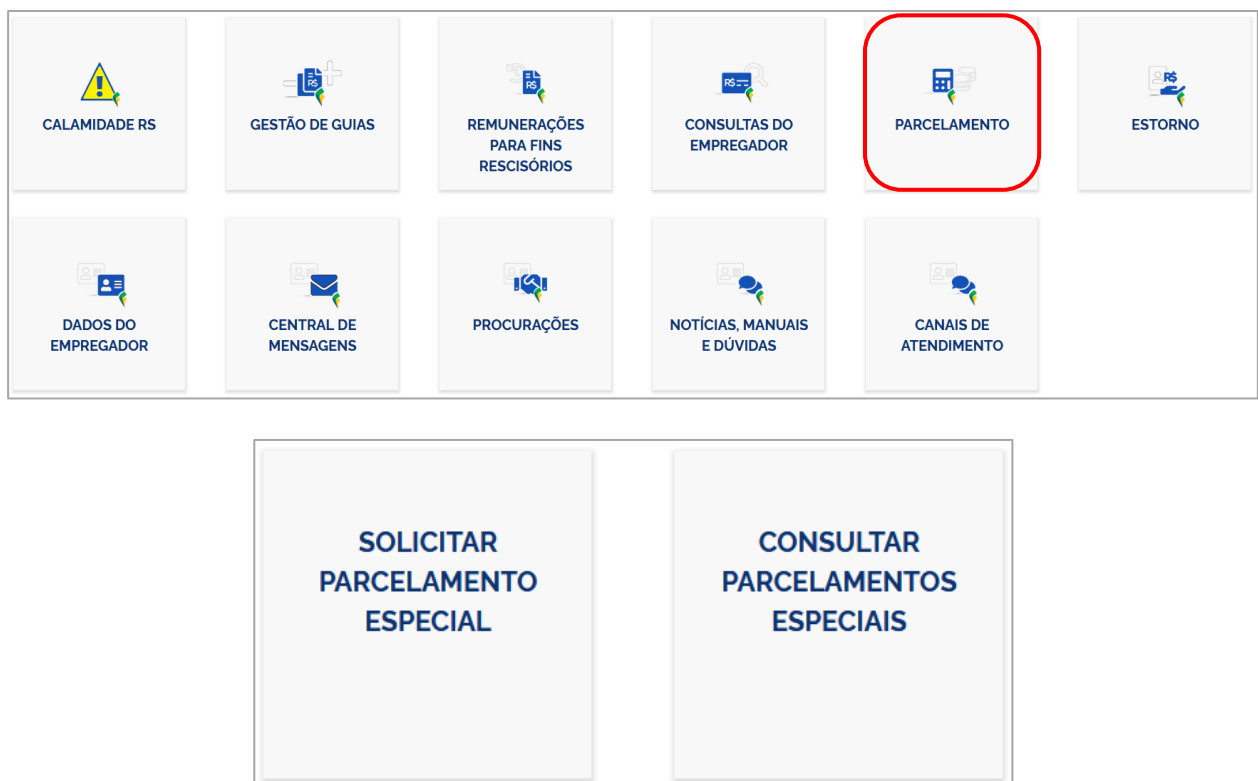 CALAMIDADE RS
GESTÃO DE GUIAS
REMUNERAÇÕES
PARA FINS
RESCISÓRIOS
CONSULTAS DO
EMPREGADOR
PARCELAMENTO
ESTORNO
DADOS DO
EMPREGADOR
CENTRAL DE
MENSAGENS
PROCURAÇÕES
NOTÍCIAS, MANUAIS
E DÚVIDAS
CANAIS DE
ATENDIMENTO
SOLICITAR
PARCELAMENTO
ESPECIAL
CONSULTAR
PARCELAMENTOS
ESPECIAIS